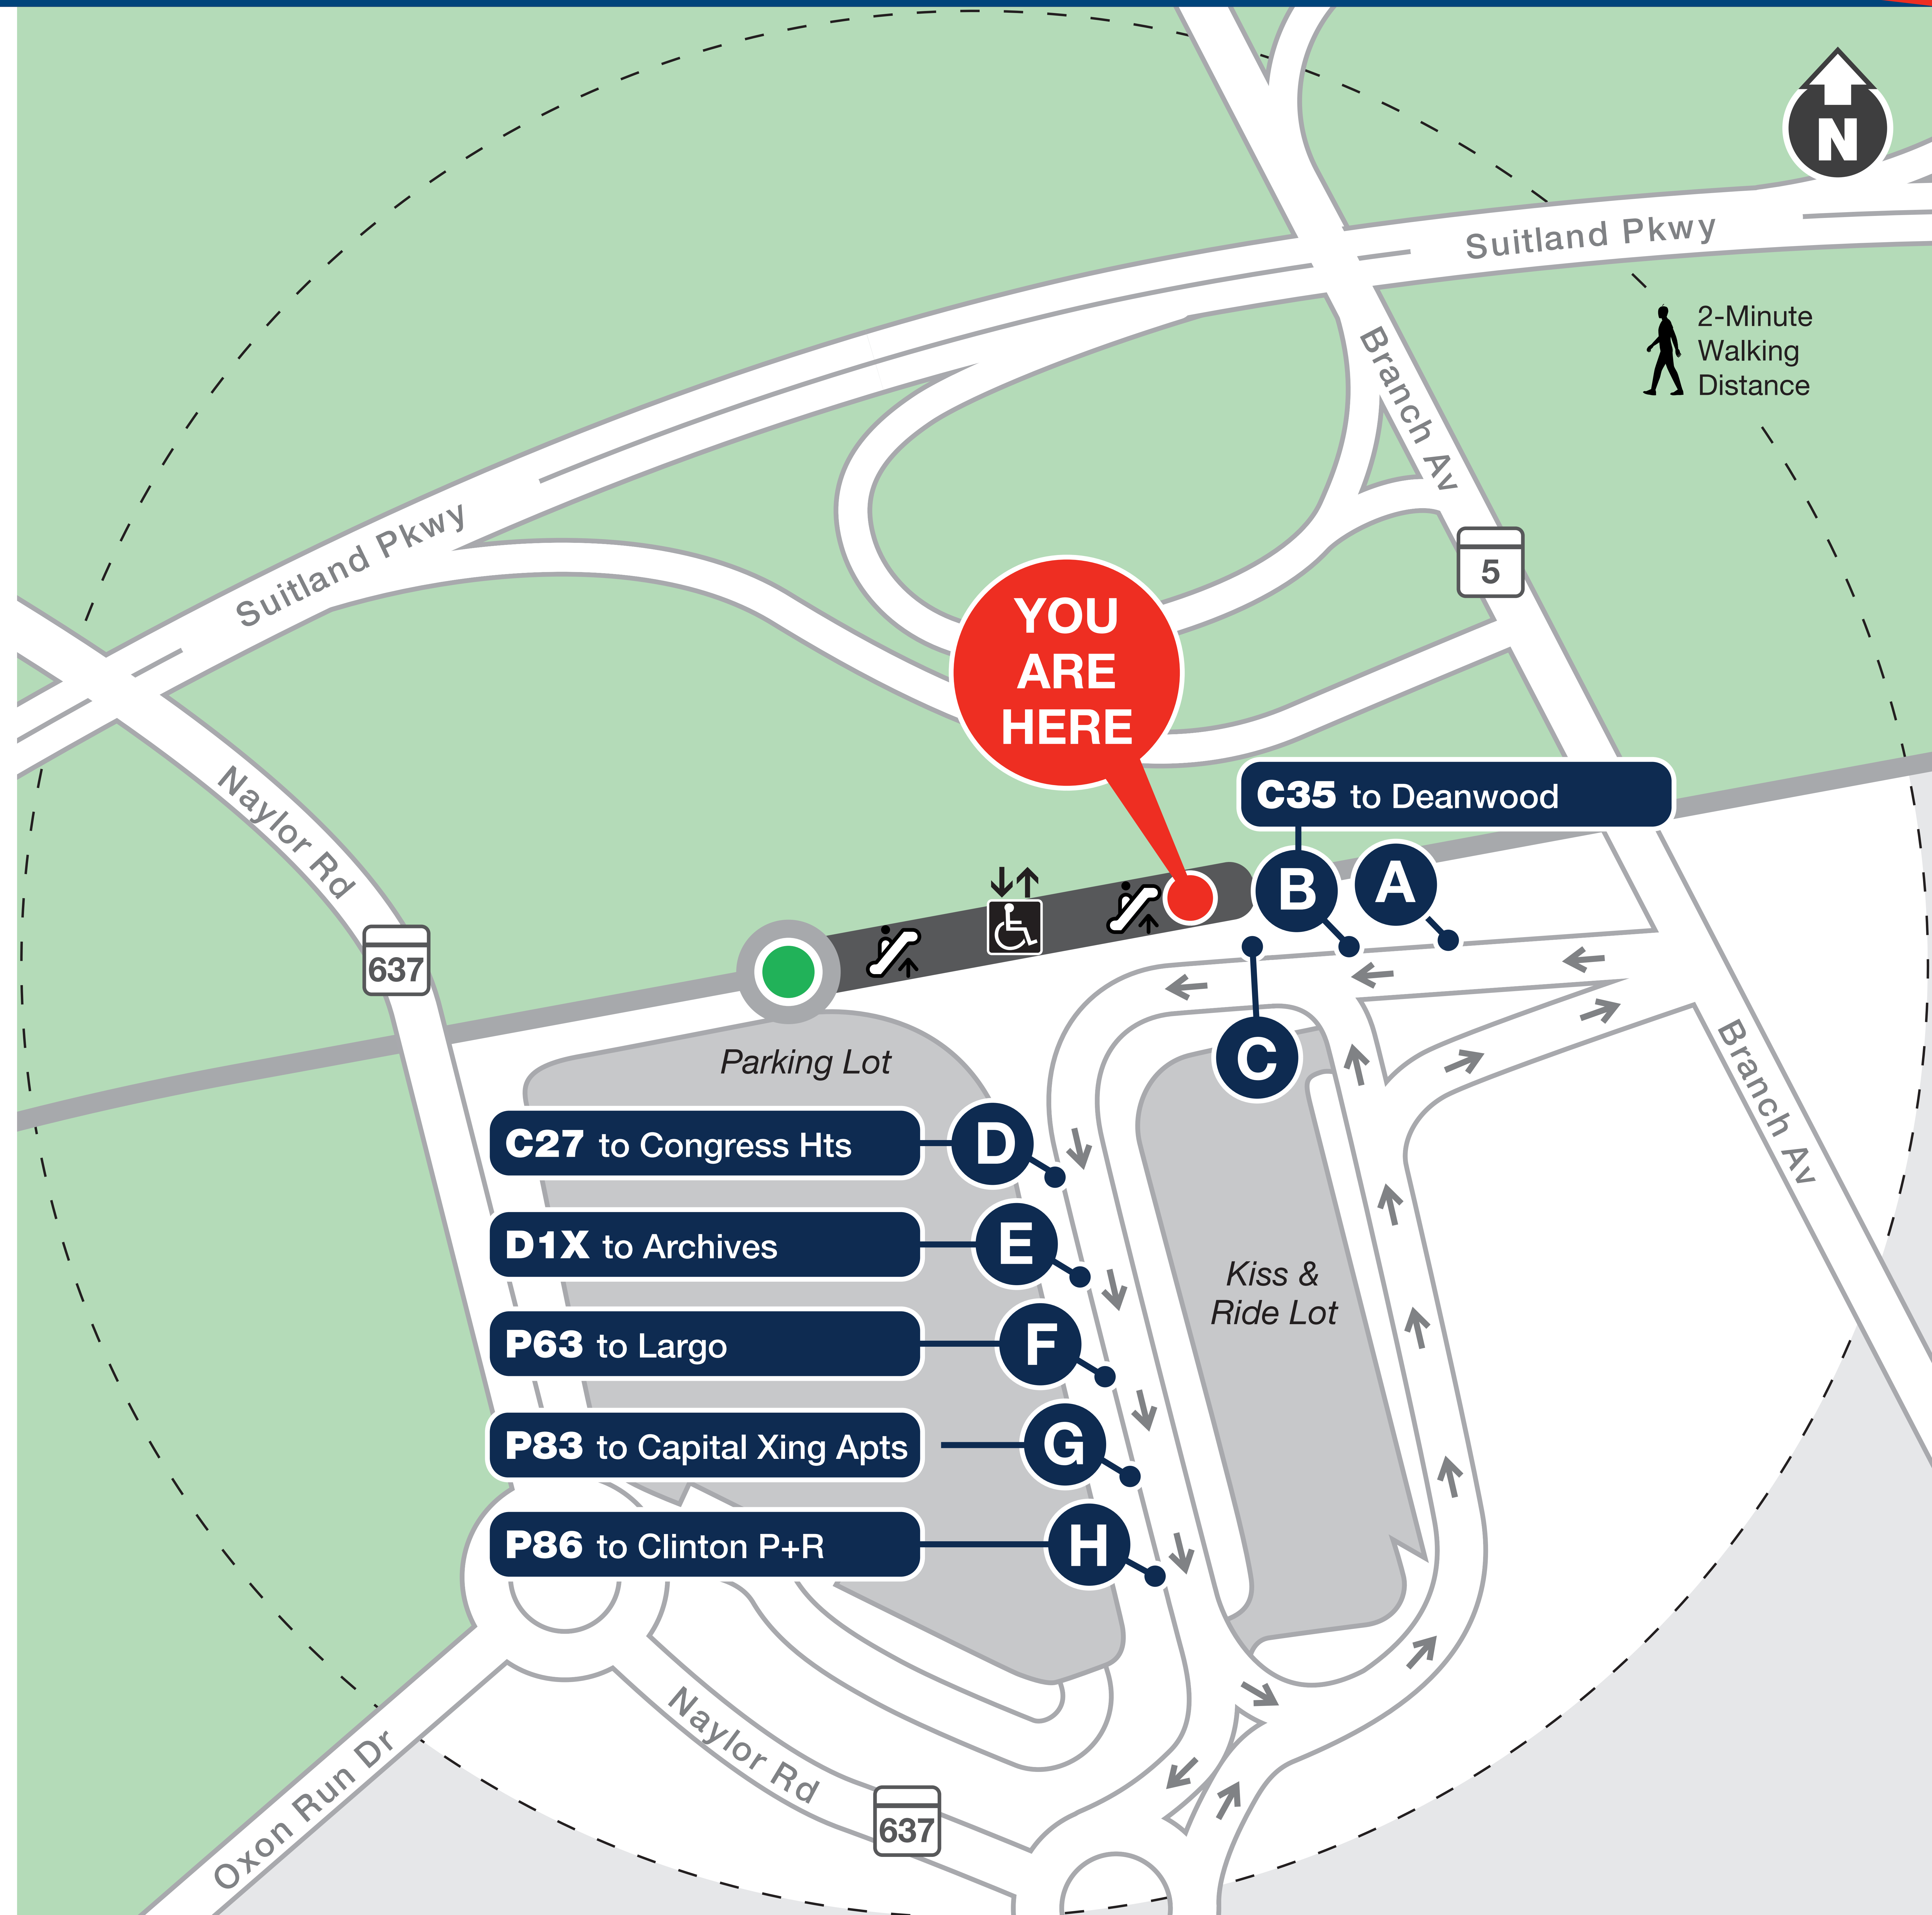 N
Suitland Pkwy
2-Minute
Walking
Distance
Branch Av
Suitland Pkwy
5
YOU
ARE
HERE
C35 to Deanwood
Naylor Rd
B
A
637
Parking Lot
C
Branch Av
C27 to Congress Hts
D
D1X to Archives
E
Kiss &
Ride Lot
P63 to Largo
F
P83 to Capital Xing Apts
G
P86 to Clinton P+R
H
Naylor Rd
Oxon Run Dr
637